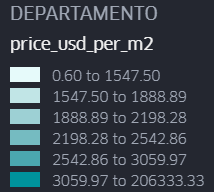 DEPARTAMENTO
price_usd_per_m2
0.60 to 1547.50
1547.50 to 1888.89
1888.89 to 2198.28
2198.28 to 2542.86
2542.86 to 3059.97
3059.97 to 206333.33